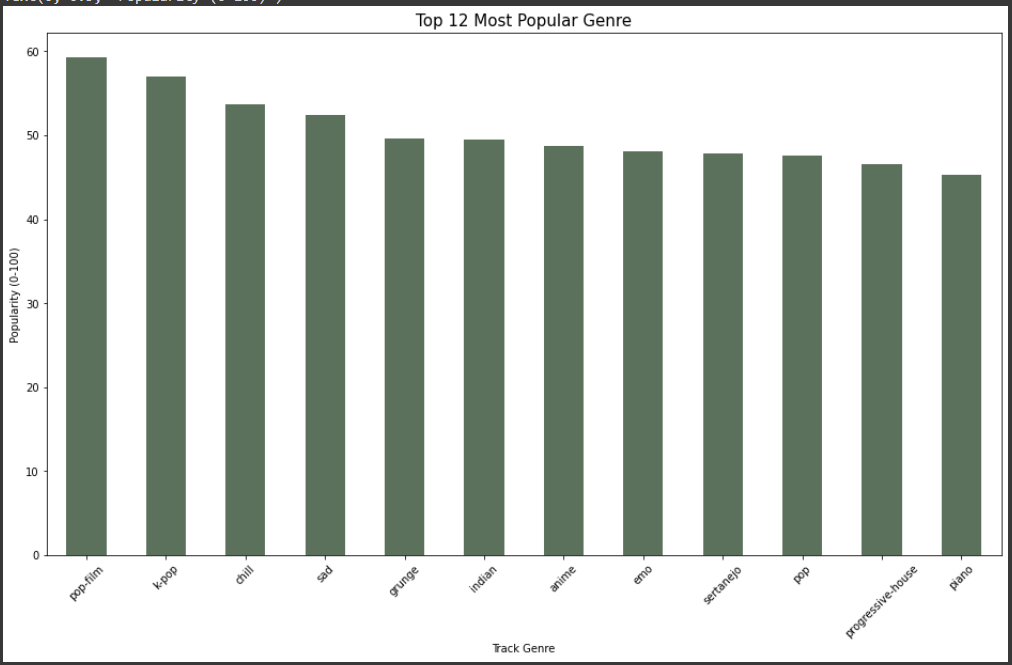 Top 12 Most Popular Genre
60
50
40
30
20
10
0
Popularity (0-100)
pop-film
k-pop
chill
sad
grunge
indian
anime
emo
sertanejo
pop
progressive-house
piano
Track Genre